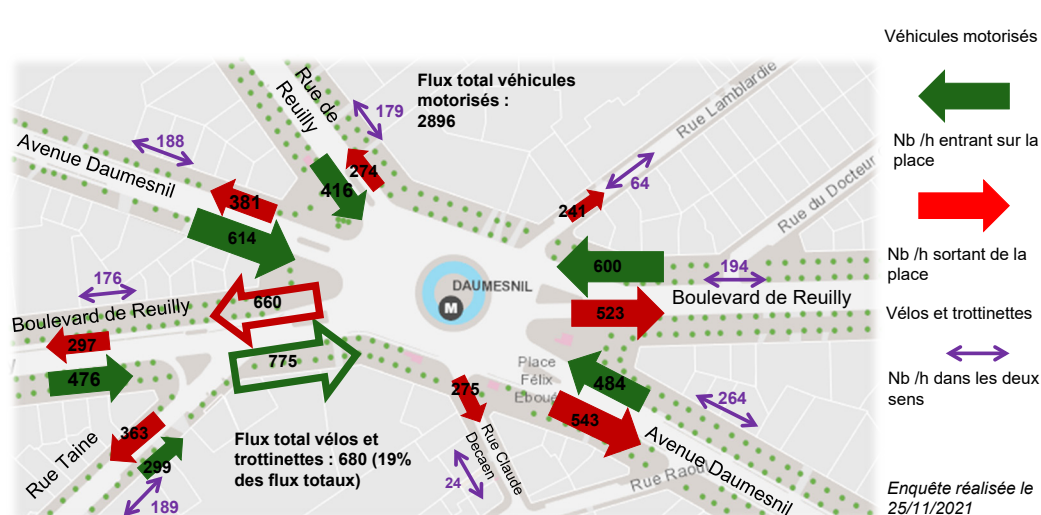 Véhicules motorisés
Nb /h entrant sur la
place
Nb /h sortant de la
place
Vélos et trottinettes
Nb /h dans les deux
sens
Enquête réalisée le
25/11/2021
Flux total véhicules
motorisés :
2896
Rue de
Reuilly
179
188
Avenue Daumesnil
416
274
381
614
Rue Lamblardie
64
241
Rue du Docteur
600
194
Boulevard de Reuilly
523
DAUMESNIL
M
176
Boulevard de Reuilly
660
297
476
775
Place
Félix
Eboué
484
264
543
275
Avenue Daumesnil
Rue Claude
Decaen
24
Rue Raou
363
299
Rue Taine
189
Flux total vélos et
trottinettes : 680 (19%
des flux totaux)